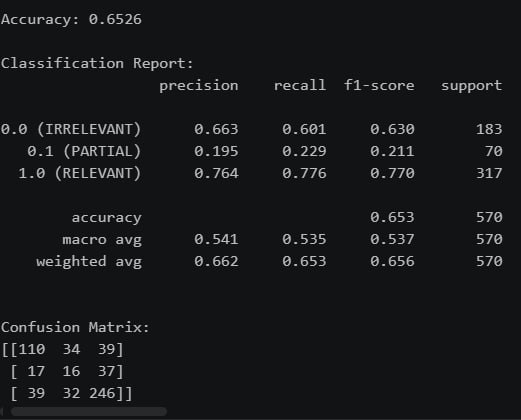 Accuracy: 0.6526
Classification Report:
precision recall f1-score support
0.0 (IRRELEVANT) 0.663 0.601 0.630 183
0.1 (PARTIAL) 0.195 0.229 0.211 70
1.0 (RELEVANT) 0.764 0.776 0.770 317
accuracy 0.653 570
macro avg 0.541 0.535 0.537 570
weighted avg 0.662 0.653 0.656 570
Confusion Matrix:
[[110 34 39]
[ 17 16 37]
[ 39 32 246]]